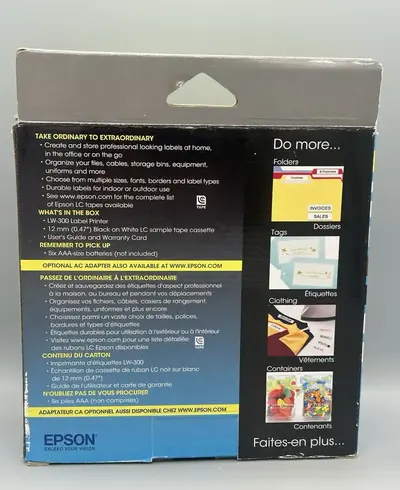 TAKE ORDINARY TO EXTRAORDINARY
• Create and store professional looking labels at home,
in the office or on the go
• Organize your files, cables, storage bins, equipment,
uniforms and more
• Choose from multiple sizes, fonts, borders and label types
• Durable labels for indoor or outdoor use
• See www.epson.com for the complete list
of Epson LC tapes available
LC
TAPE
WHAT'S IN THE BOX
• LW-300 Label Printer
• 12 mm (0.47") Black on White LC sample tape cassette
• User's Guide and Warranty Card
REMEMBER TO PICK UP
• Six AAA-size batteries (not included)
OPTIONAL AC ADAPTER ALSO AVAILABLE AT WWW.EPSON.COM
PASSEZ DE L'ORDINAIRE À L'EXTRAORDINAIRE
• Créez et sauvegardez des étiquettes d'aspect professionnel
à la maison, au bureau et pendant vos déplacements
• Organisez vos fichiers, câbles, casiers de rangement,
équipements, uniformes et plus encore
• Choisissez parmi un vaste choix de tailles, polices,
bordures et types d'étiquettes
• Étiquettes durables pour utilisation à l'extérieur ou à l'intérieur
• Visitez www.epson.com pour une liste détaillée
des rubans LC Epson disponibles
LC
TAPE
CONTENU DU CARTON
• Imprimante d'étiquettes LW-300
• Échantillon de cassette de ruban LC noir sur blanc
de 12 mm (0.47")
• Guide de l'utilisateur et carte de garantie
N'OUBLIEZ PAS DE VOUS PROCURER
• Six piles AAA (non comprises)
ADAPTATEUR CA OPTIONNEL AUSSI DISPONIBLE CHEZ WWW.EPSON.COM
EPSON
EXCEED YOUR VISION
Do more...
Folders
INVOICES
SALES
Dossiers
Tags
Étiquettes
Clothing
Vêtements
Containers
Contenants
Faites-en plus...